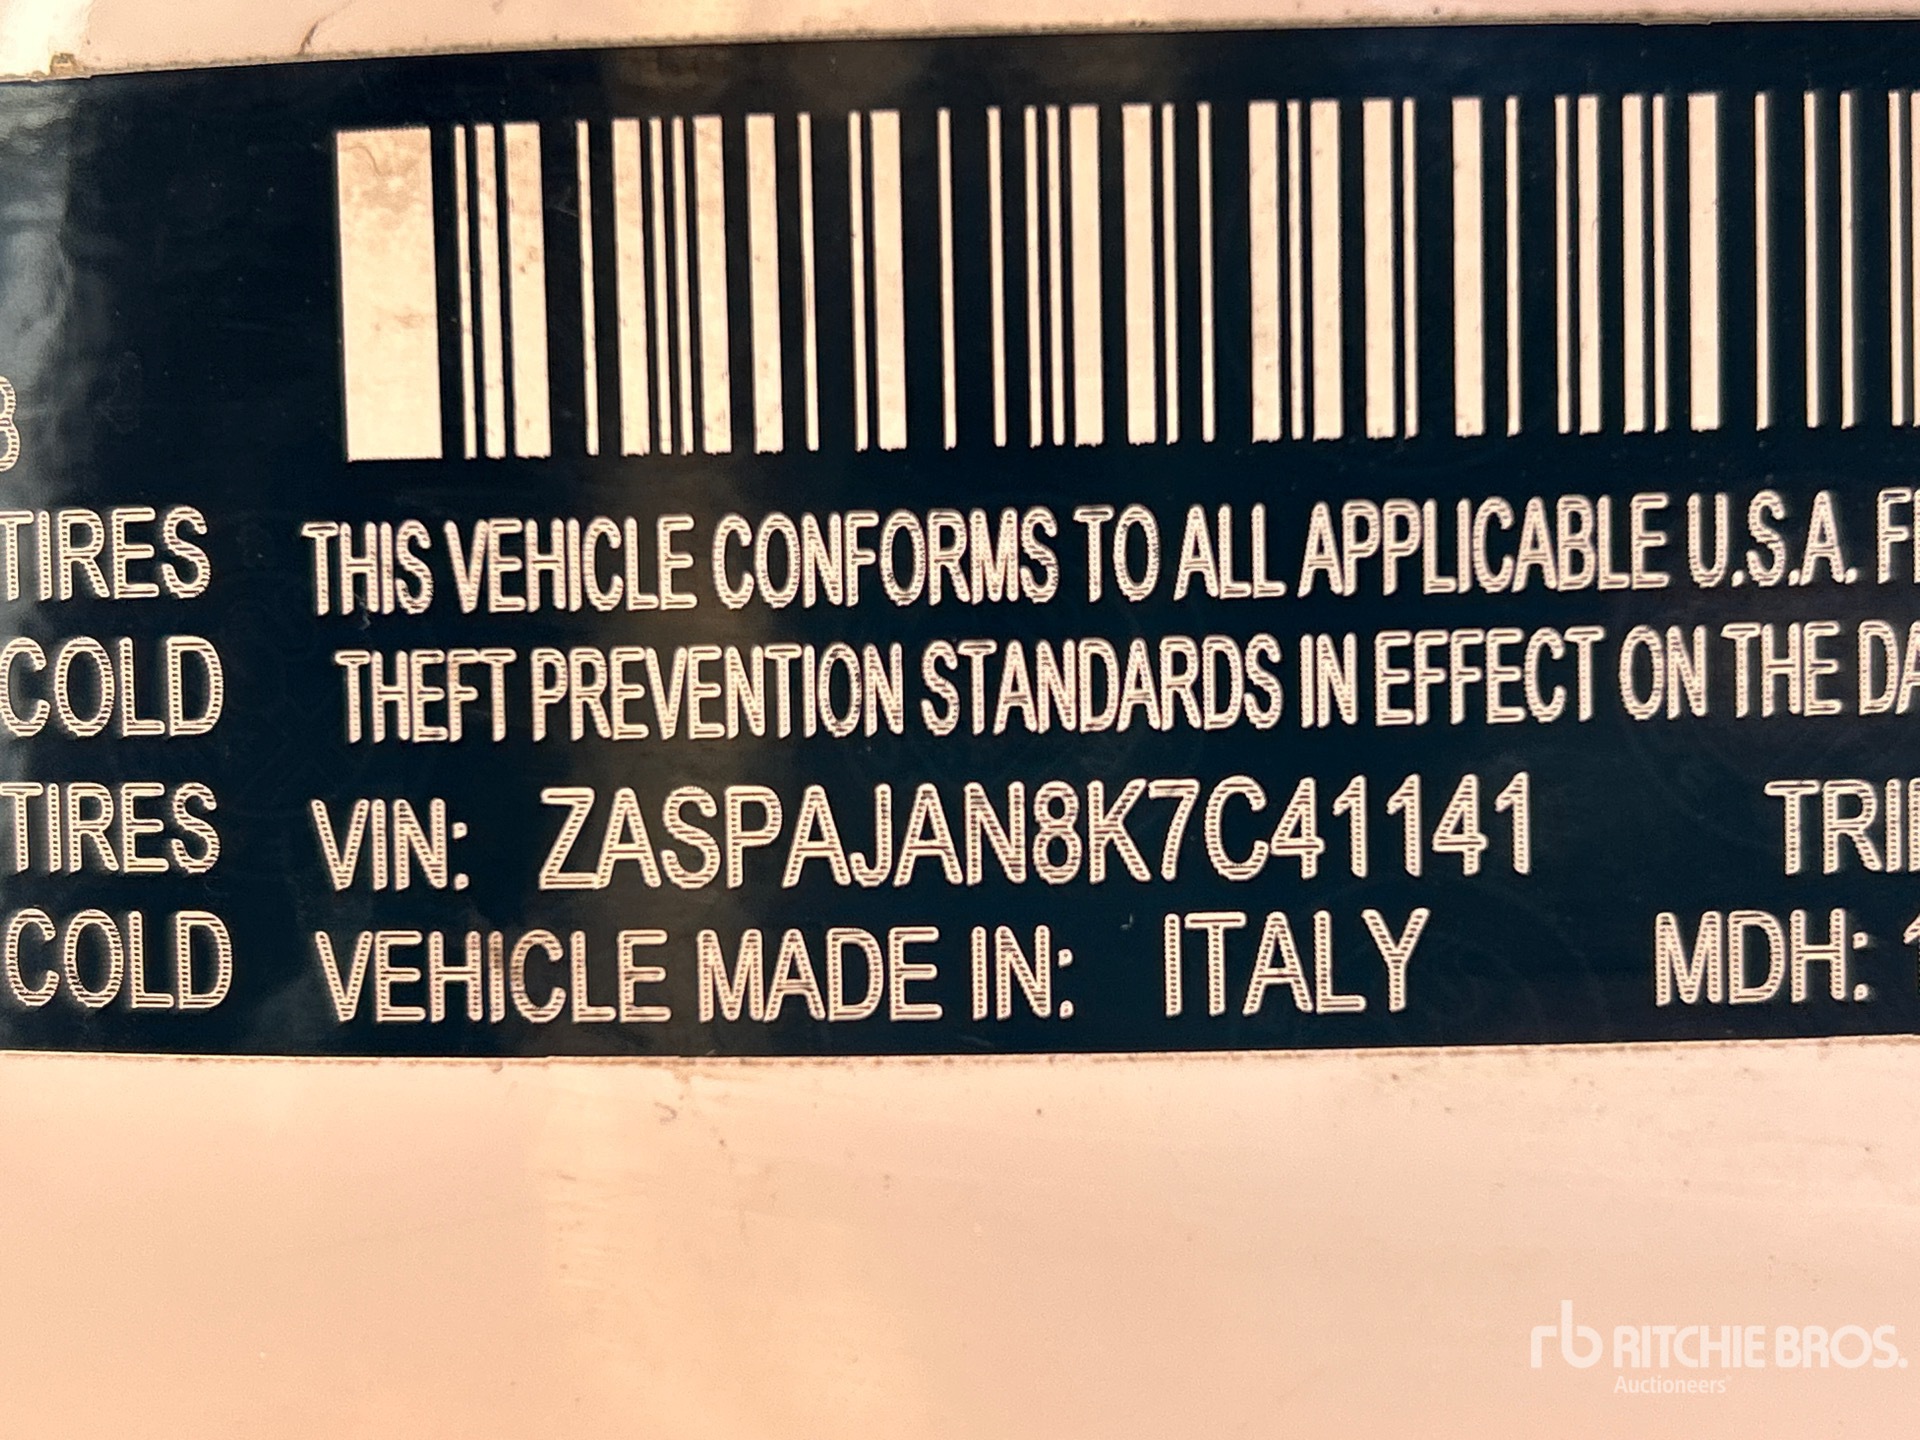 B
TIRES THIS VEHICLE CONFORMS TO ALL APPLICABLE U.S.A.
COLD THEFT PREVENTION STANDARDS IN EFFECT ON THE
TIRES VIN: ZASPAJAN8K7C41141
COLD VEHICLE MADE IN: ITALY MDH:
rb RITCHIE BROS.
Auctioneers